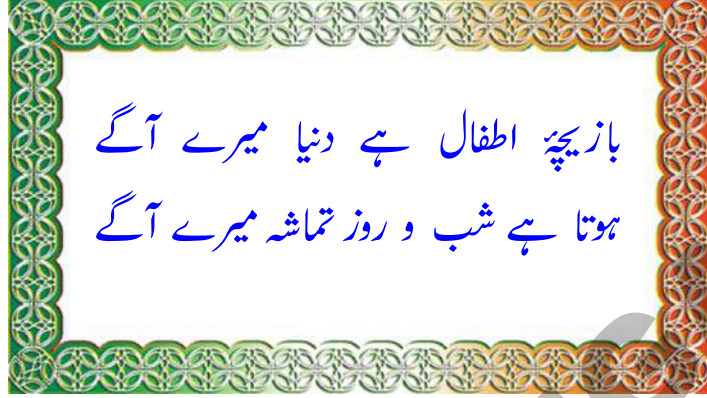 بازیچۂ اطفال ہے دنیا میرے آگے
ہوتا ہے شب و روز تماشہ میرے آگے